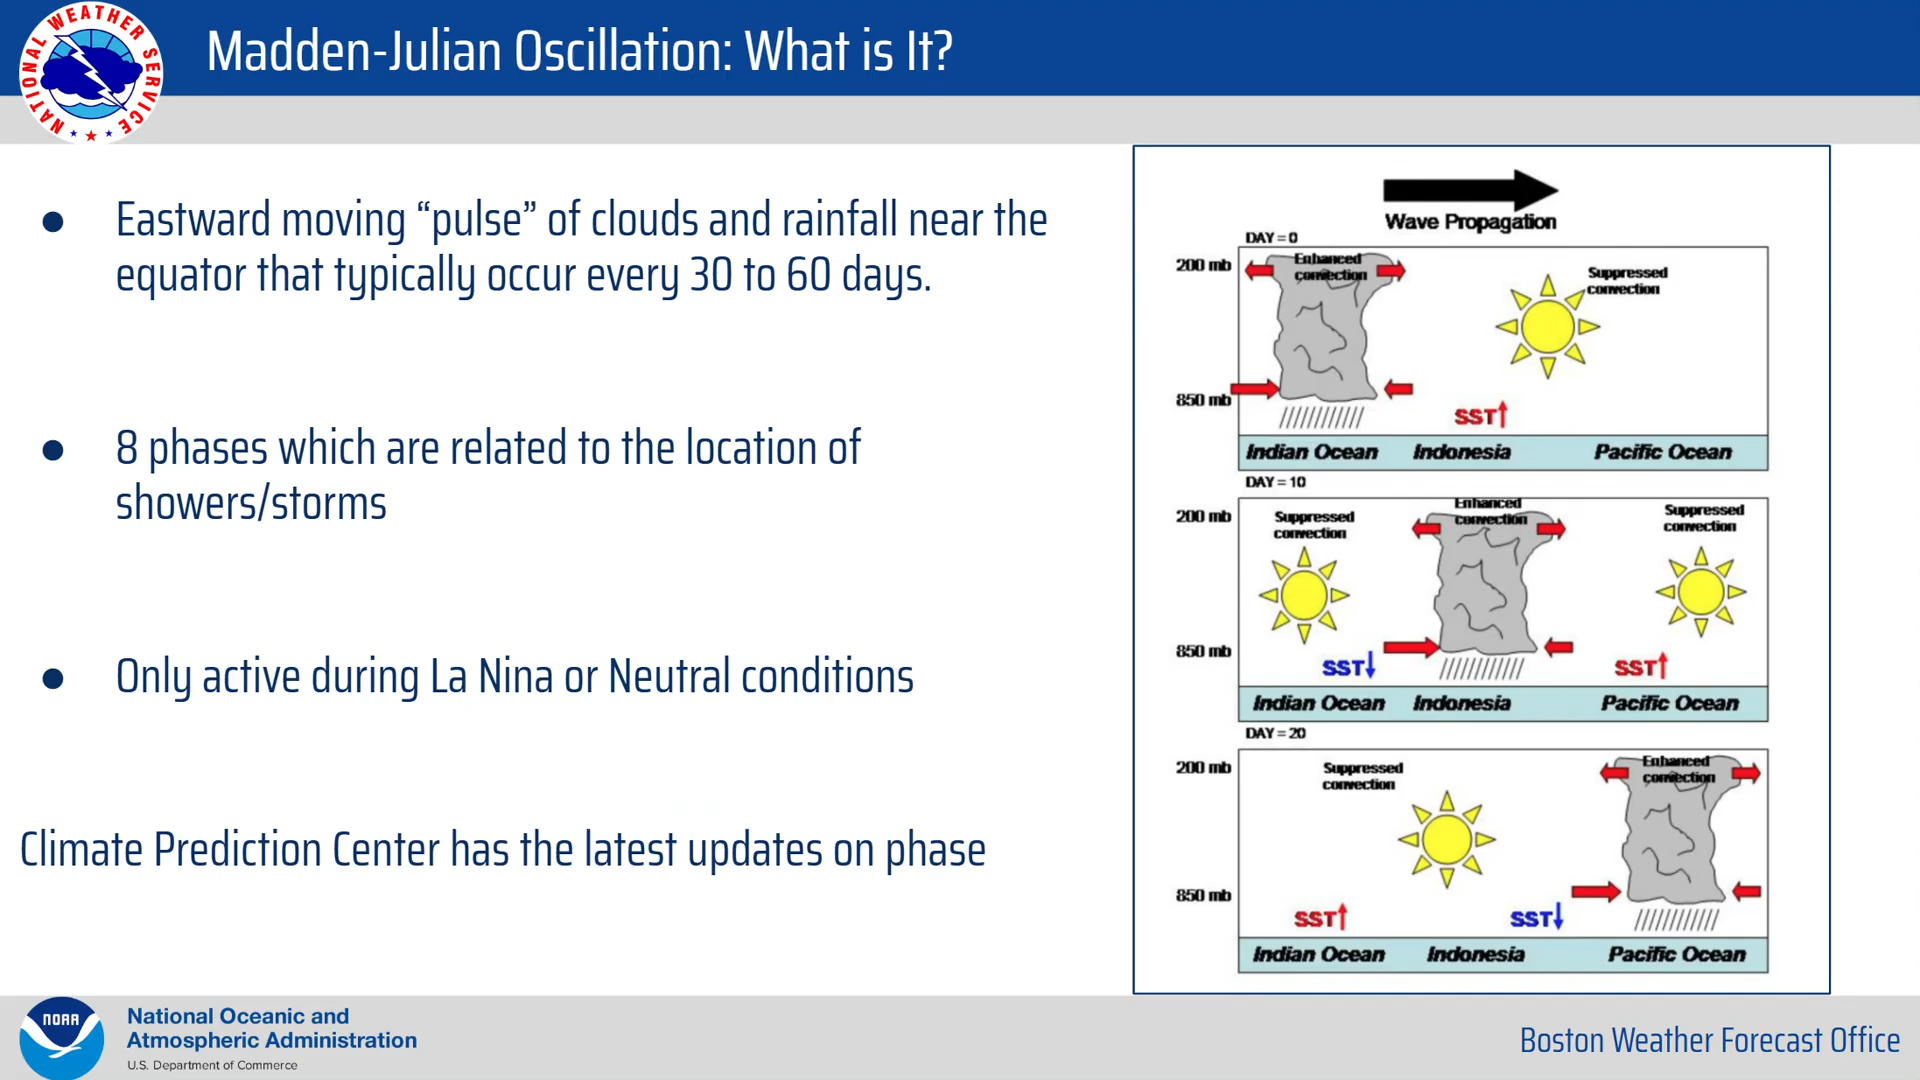 NATIONAL WEATHER SERVICE
Madden-Julian Oscillation: What is It?
● Eastward moving “pulse” of clouds and rainfall near the
equator that typically occur every 30 to 60 days.
● 8 phases which are related to the location of
showers/storms
● Only active during La Nina or Neutral conditions
Climate Prediction Center has the latest updates on phase
Wave Propagation
DAY = 0
200 mb
Enhanced
convection
Suppressed
convection
850 mb
SST↑
Indian Ocean Indonesia Pacific Ocean
DAY = 10
200 mb
Suppressed
convection
Enhanced
convection
Suppressed
convection
850 mb
SST↓ SST↑
Indian Ocean Indonesia Pacific Ocean
DAY = 20
200 mb
Suppressed
convection
Enhanced
convection
850 mb
SST↑ SST↓
Indian Ocean Indonesia Pacific Ocean
NOAA
National Oceanic and
Atmospheric Administration
U.S. Department of Commerce
Boston Weather Forecast Office